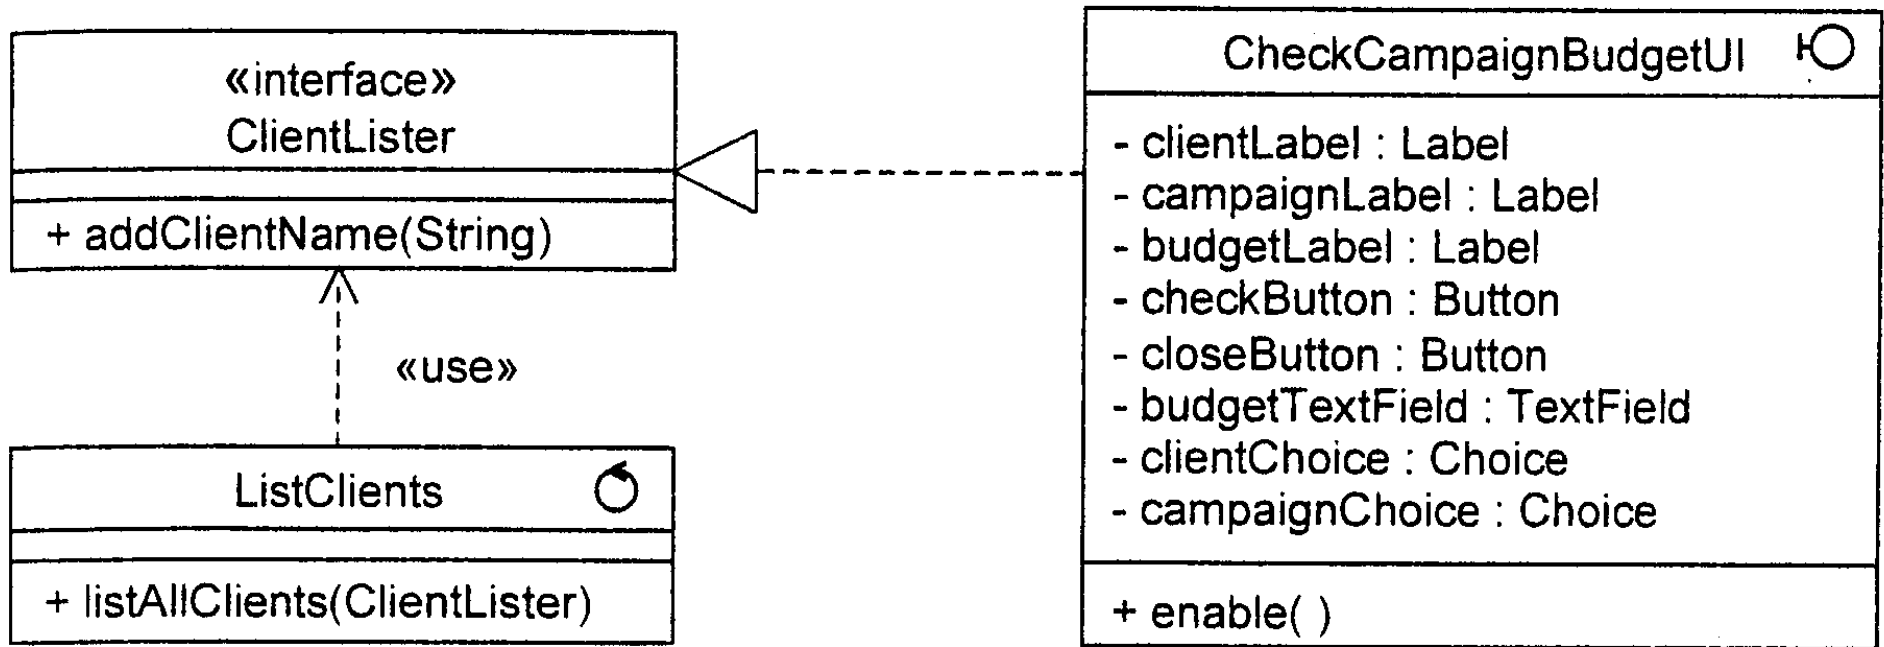 «interface»
ClientLister
+ addClientName(String)
«use»
ListClients
+ listAllClients(ClientLister)
CheckCampaignBudgetUI
- clientLabel : Label
- campaignLabel : Label
- budgetLabel : Label
- checkButton : Button
- closeButton : Button
- budgetTextField : TextField
- clientChoice : Choice
- campaignChoice : Choice
+ enable( )